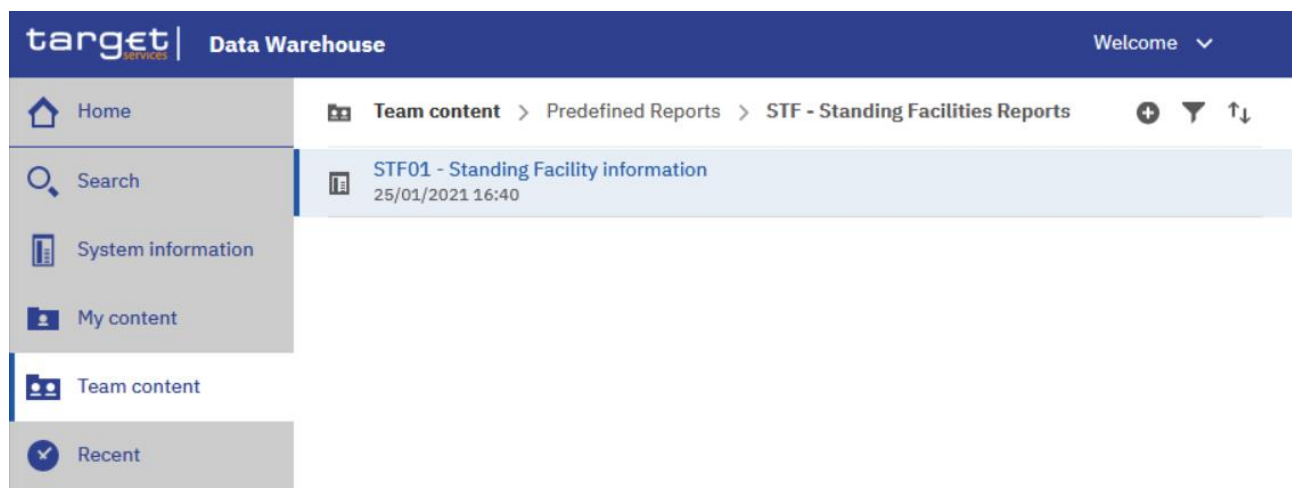 target services | Data Warehouse Welcome
Home
Team content > Predefined Reports > STF - Standing Facilities Reports
Search
STF01 - Standing Facility information
25/01/2021 16:40
System information
My content
Team content
Recent